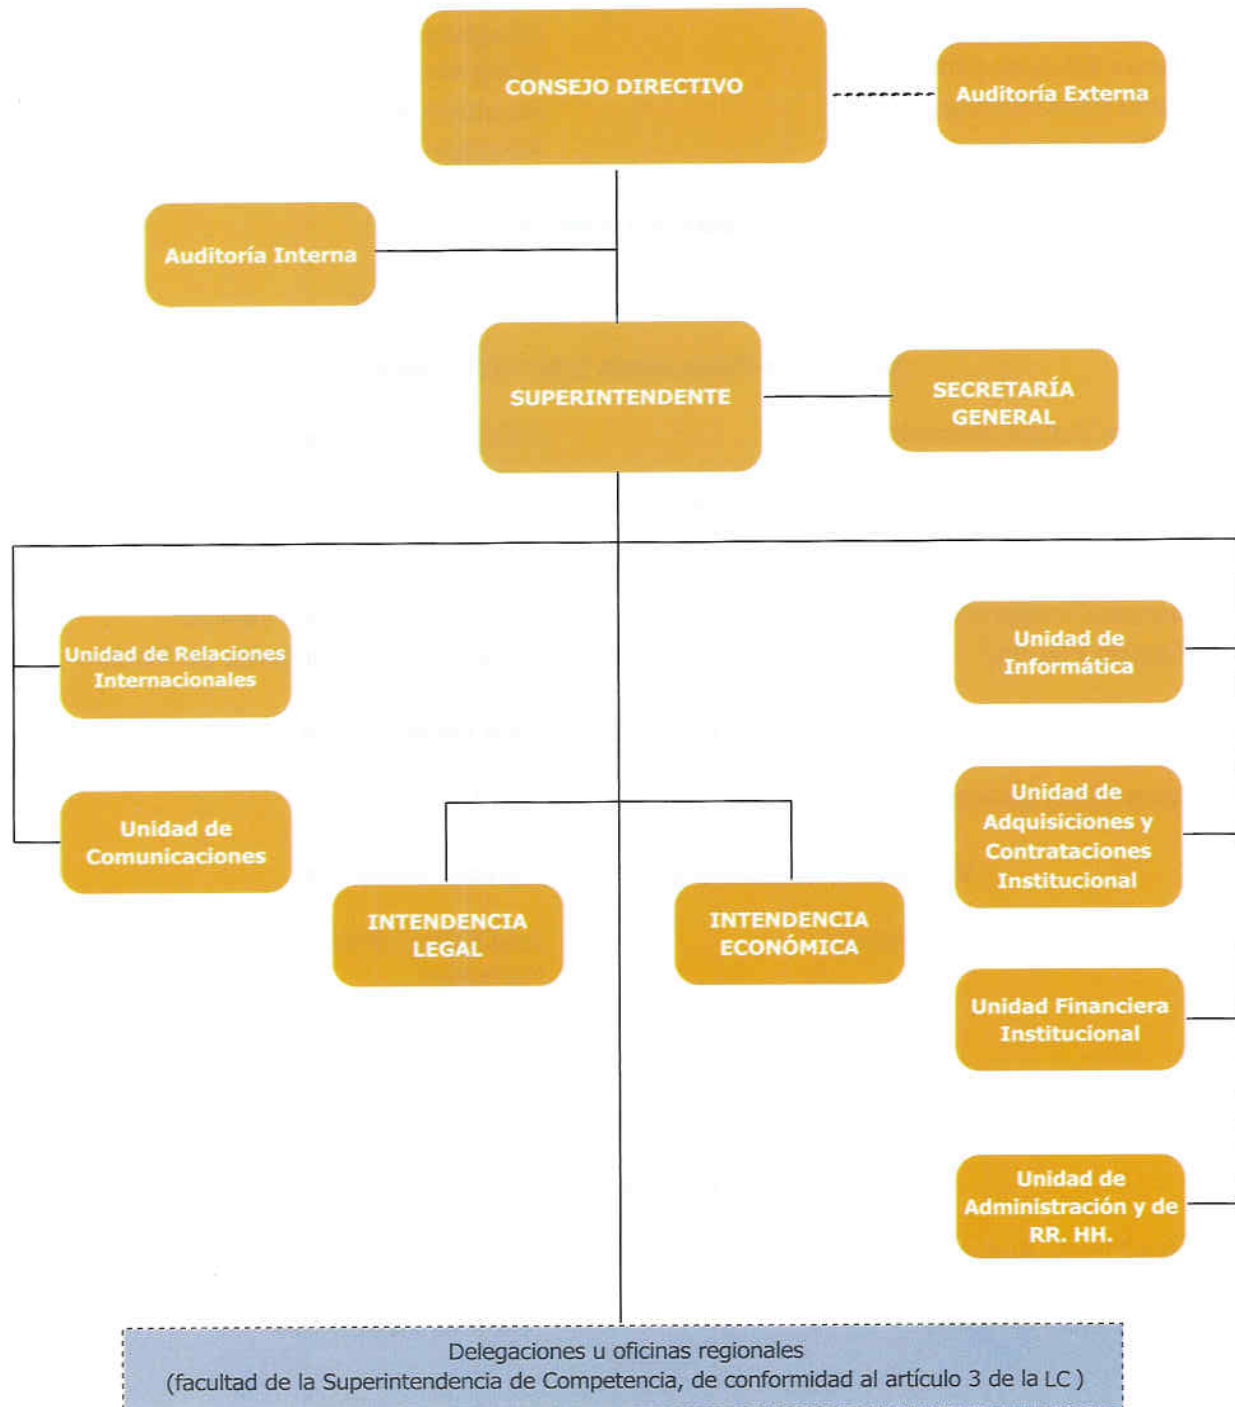 CONSEJO DIRECTIVO
Auditoría Externa
Auditoría Interna
SUPERINTENDENTE
SECRETARÍA
GENERAL
Unidad de Relaciones
Internacionales
Unidad de
Informática
Unidad de
Comunicaciones
Unidad de
Adquisiciones y
Contrataciones
Institucional
INTENDENCIA
LEGAL
INTENDENCIA
ECONÓMICA
Unidad Financiera
Institucional
Unidad de
Administración y de
RR. HH.
Delegaciones u oficinas regionales
(facultad de la Superintendencia de Competencia, de conformidad al artículo 3 de la LC )